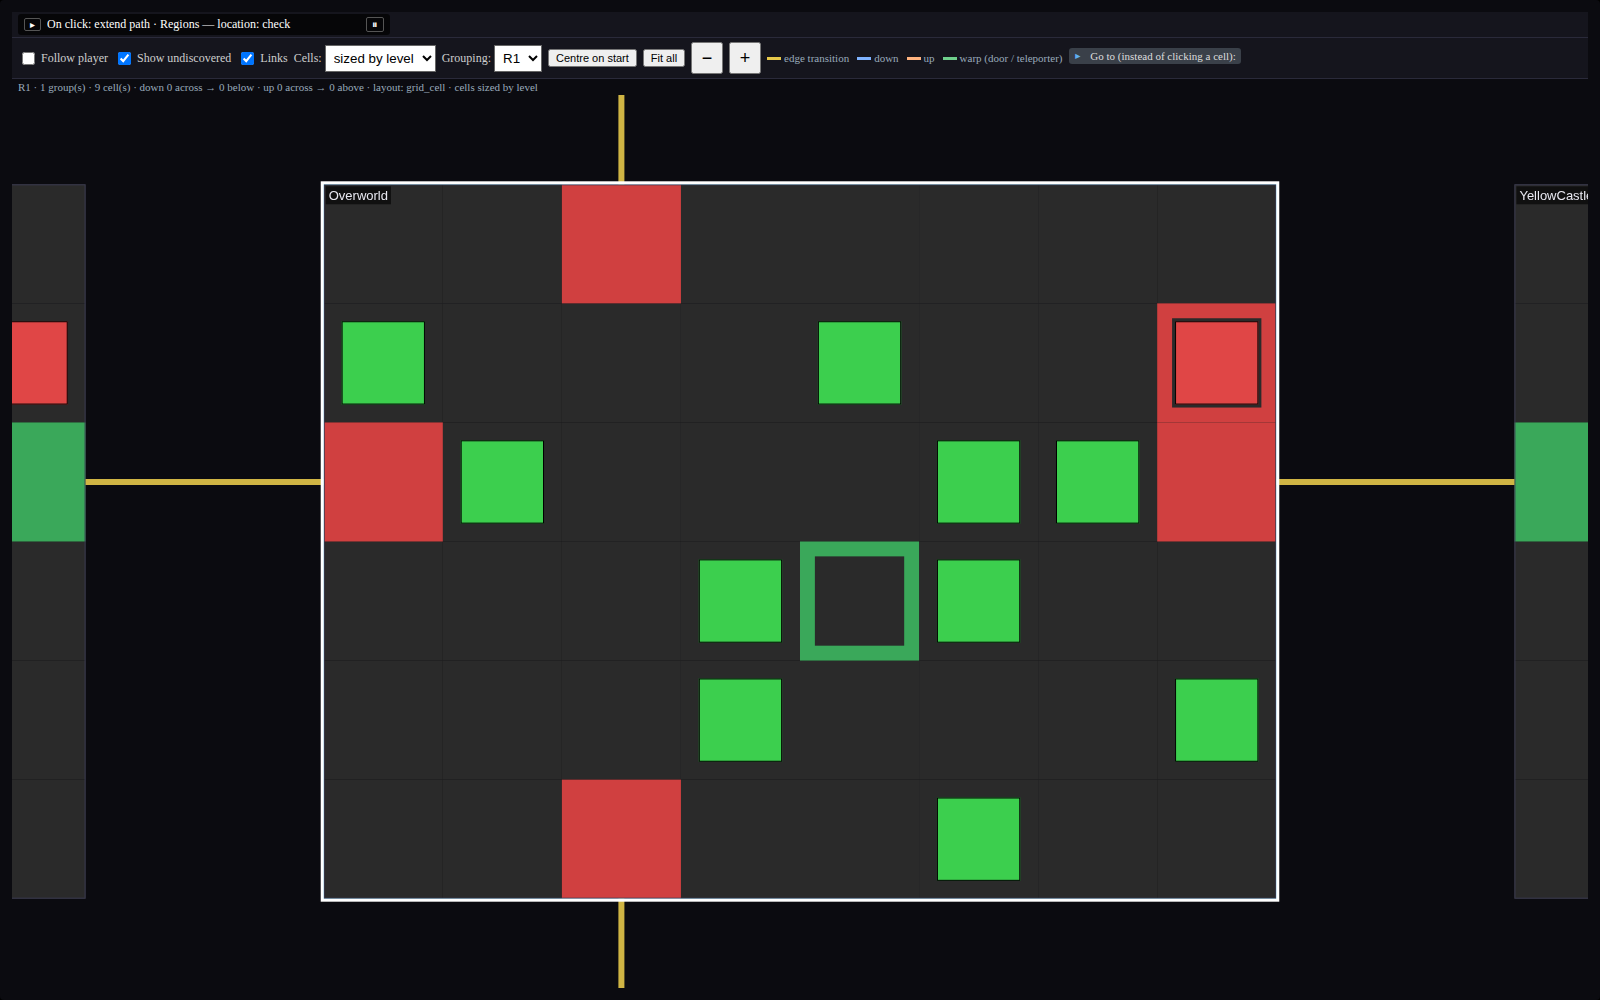 On click: extend path · Regions — location: check
Follow player Show undiscovered Links Cells: sized by level Grouping: R1 Centre on start Fit all − + edge transition down up warp (door / teleporter) Go to (instead of clicking a cell):
R1 · 1 group(s) · 9 cell(s) · down 0 across → 0 below · up 0 across → 0 above · layout: grid_cell · cells sized by level
Overworld
YellowCastle